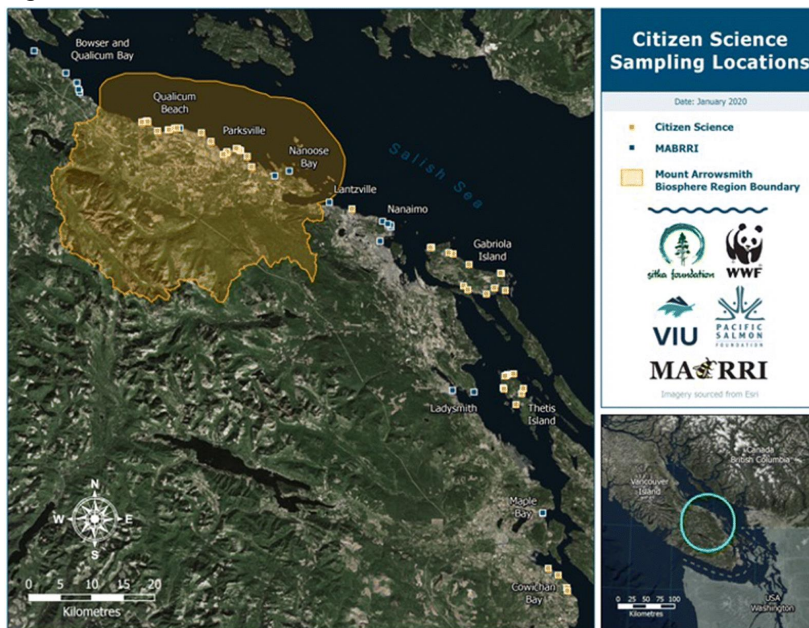 Bowser and
Qualicum Bay
Qualicum
Beach
Parksville
Nanoose
Bay
Lantzville
Nanaimo
Salish Sea
Gabriola
Island
Ladysmith
Thetis
Island
Maple
Bay
Cowichan
Bay
N
W E
S
0 5 10 15 20
Kilometres
Citizen Science
Sampling Locations
Date: January 2020
Citizen Science
MABRRI
Mount Arrowsmith
Biosphere Region Boundary
sitka foundation
WWF
VIU
PACIFIC
SALMON
FOUNDATION
MABRRI
Imagery sourced from Esri
Canada
British Columbia
Vancouver
Island
0 25 50 75 100
Kilometres
USA
Washington